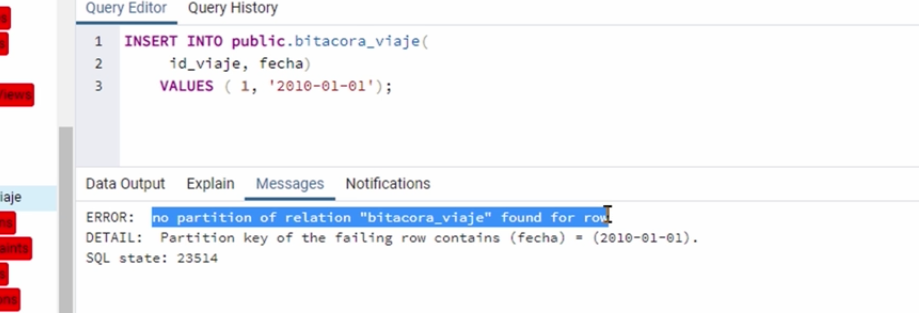 Query Editor Query History
1 INSERT INTO public.bitacora_viaje(
2 id_viaje, fecha)
3 VALUES ( 1, '2010-01-01');
iews
iaje
aints
Data Output Explain Messages Notifications
ERROR: no partition of relation "bitacora_viaje" found for row
DETAIL: Partition key of the failing row contains (fecha) = (2010-01-01).
SQL state: 23514